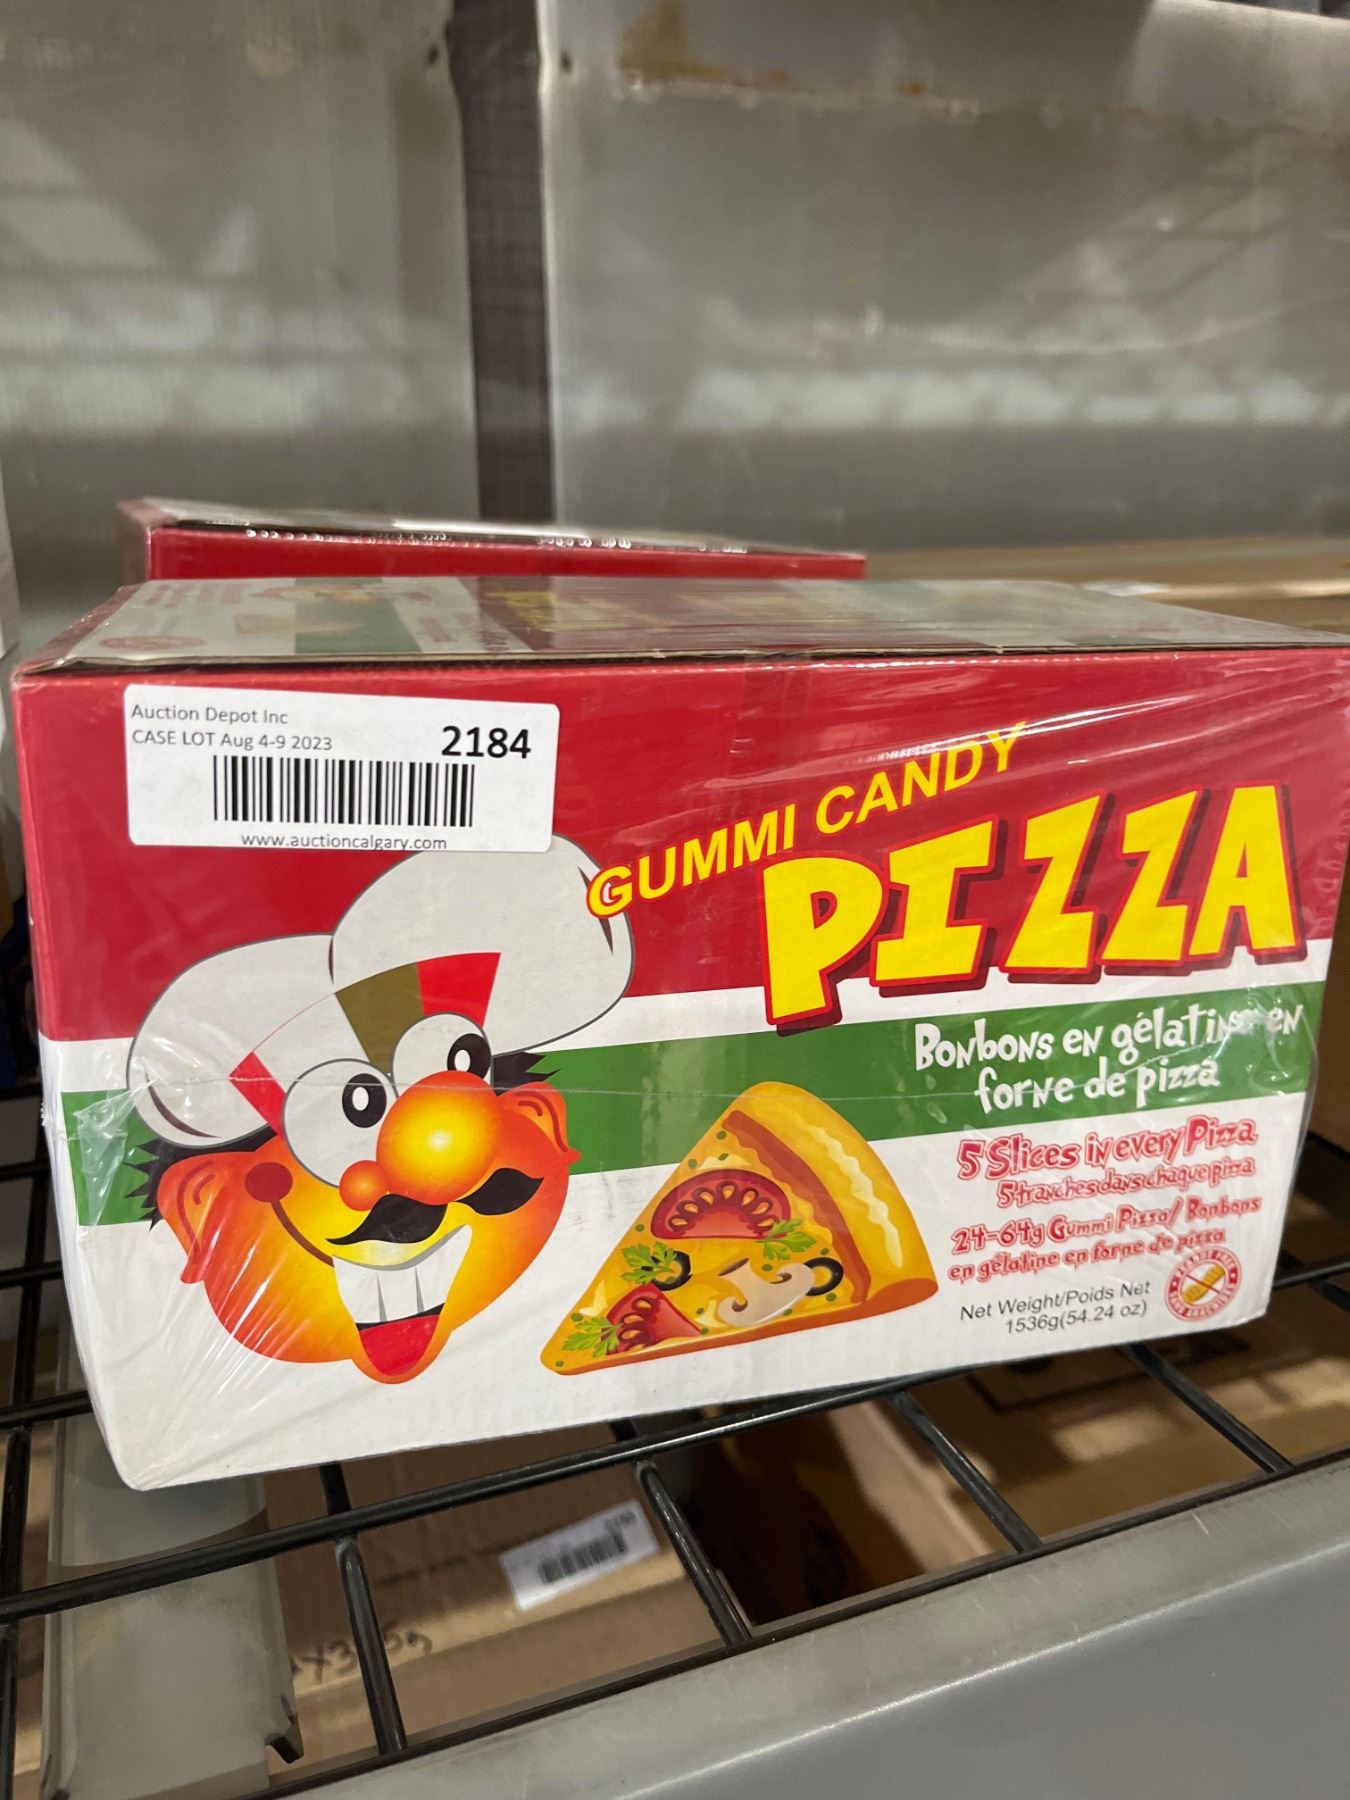 Auction Depot Inc
CASE LOT Aug 4-9 2023
2184
www.auctioncalgary.com
GUMMI CANDY
PIZZA
Bonbons en gélatine en
forne de pizza
5 Slices in every Pizza
5 tranches dans chaque pizza
24-64g Gummi Pizza/ Bonbons
en gélatine en forne de pizza
Net Weight/Poids Net
1536g(54.24 oz)